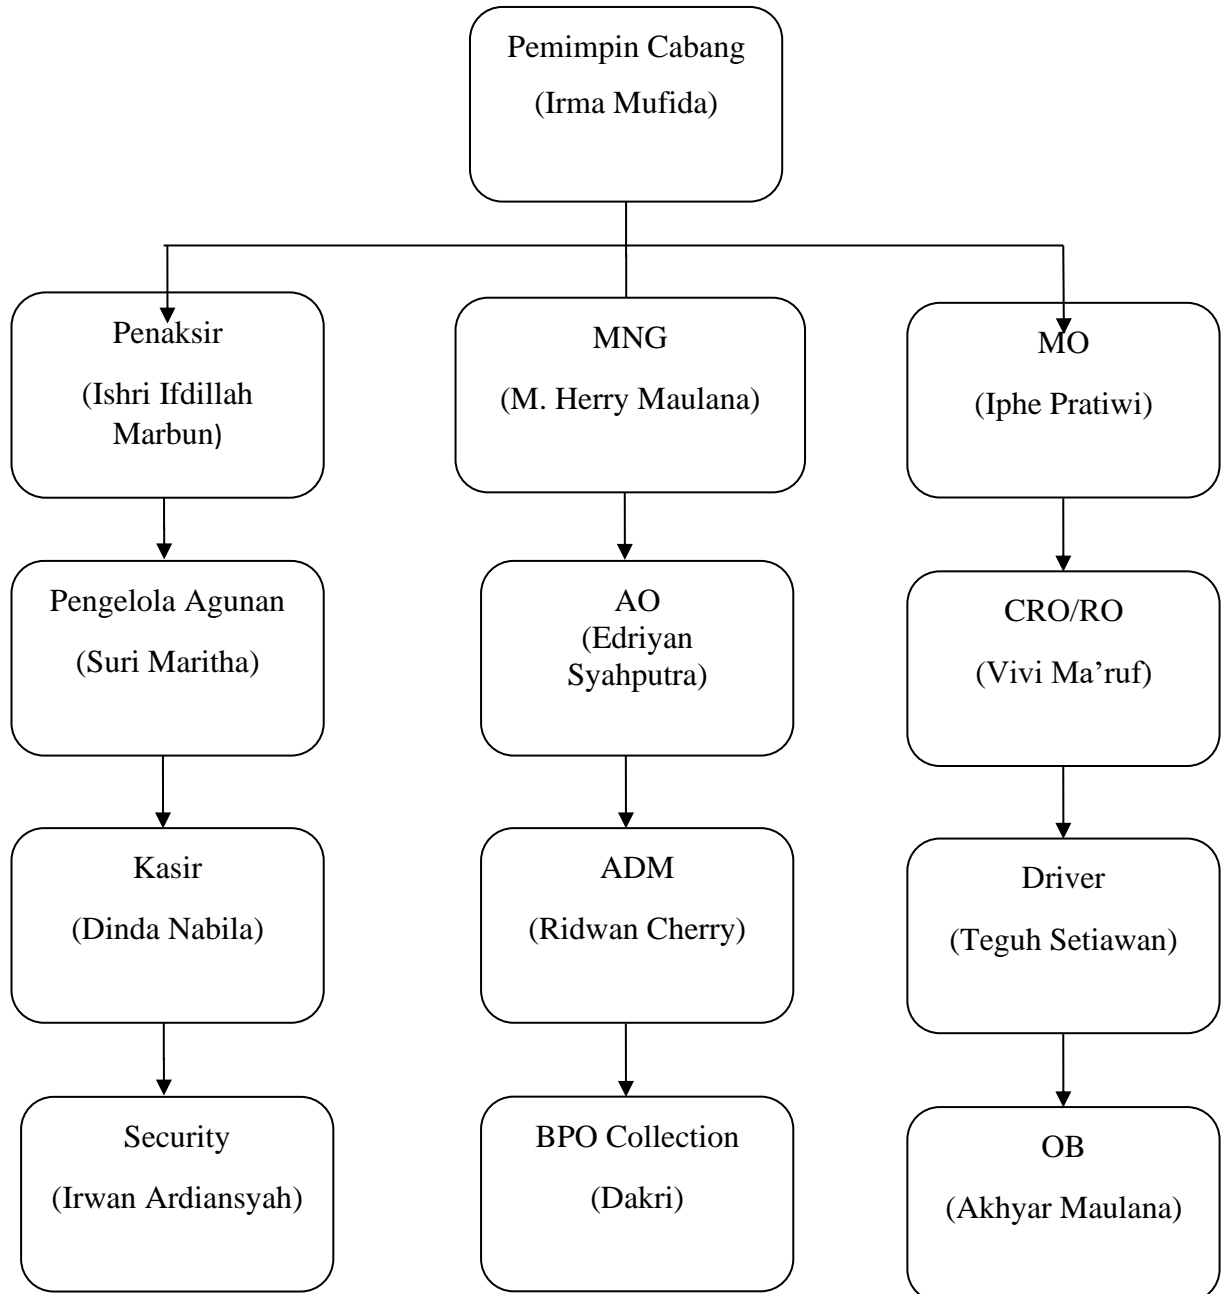 Pemimpin Cabang
(Irma Mufida)
Penaksir
(Ishri Ifdillah
Marbun)
MNG
(M. Herry Maulana)
MO
(Iphe Pratiwi)
Pengelola Agunan
(Suri Maritha)
AO
(Edriyan
Syahputra)
CRO/RO
(Vivi Ma’ruf)
Kasir
(Dinda Nabila)
ADM
(Ridwan Cherry)
Driver
(Teguh Setiawan)
Security
(Irwan Ardiansyah)
BPO Collection
(Dakri)
OB
(Akhyar Maulana)